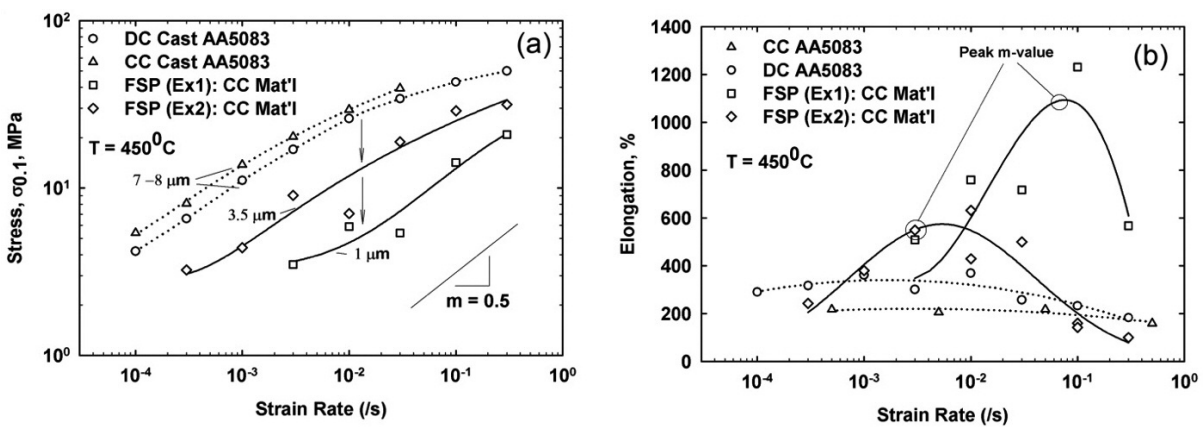 10²
(a)
DC Cast AA5083
CC Cast AA5083
FSP (Ex1): CC Mat'l
FSP (Ex2): CC Mat'l
T = 450⁰C
7 –8 μm
3.5 μm
1 μm
m = 0.5
10¹
10⁰
Stress, σ0.1, MPa
10⁻⁴ 10⁻³ 10⁻² 10⁻¹ 10⁰
Strain Rate (/s)
(b)
CC AA5083
DC AA5083
FSP (Ex1): CC Mat'l
FSP (Ex2): CC Mat'l
T = 450⁰C
Peak m-value
1400
1200
1000
800
600
400
200
0
Elongation, %
10⁻⁴ 10⁻³ 10⁻² 10⁻¹ 10⁰
Strain Rate (/s)